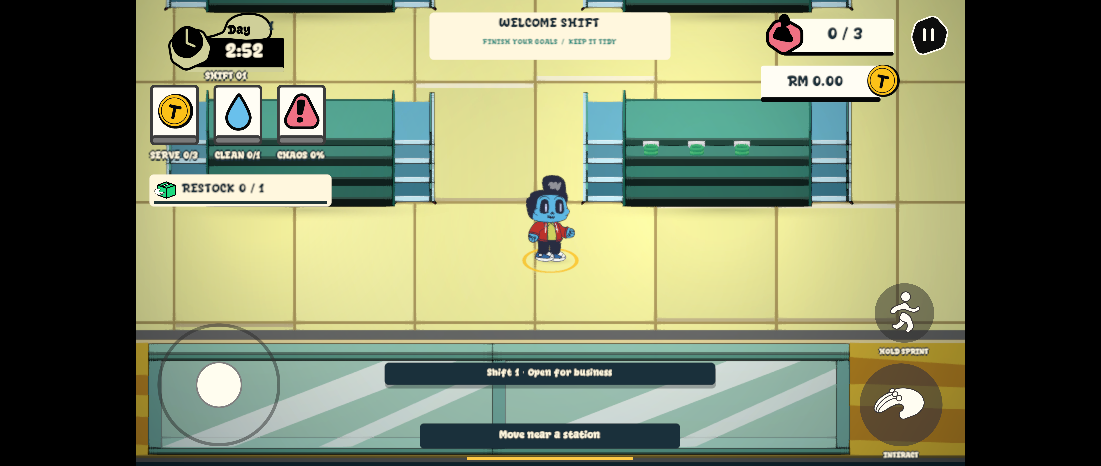 WELCOME SHIFT
FINISH YOUR GOALS / KEEP IT TIDY
Day
2:52
SHIFT 01
0 / 3
RM 0.00
T
T
SERVE 0/3
CLEAN 0/1
CHAOS 0%
RESTOCK 0 / 1
HOLD SPRINT
Shift 1 · Open for business
Move near a station
INTERACT